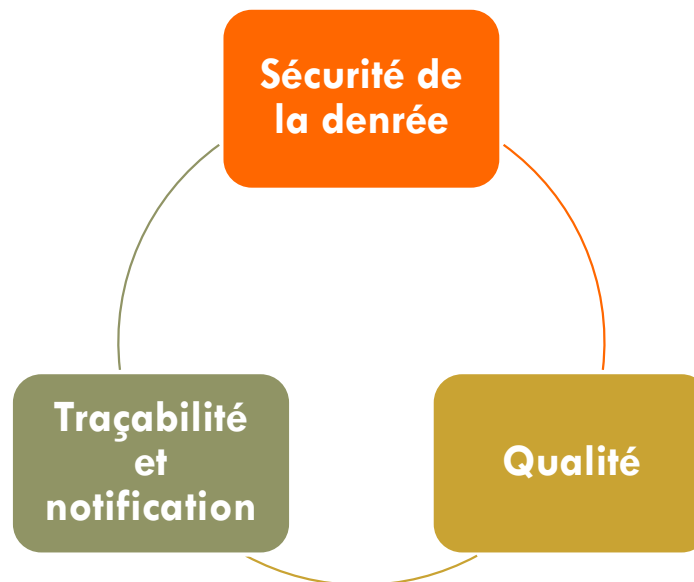 Sécurité de
la denrée
Traçabilité
et
notification
Qualité